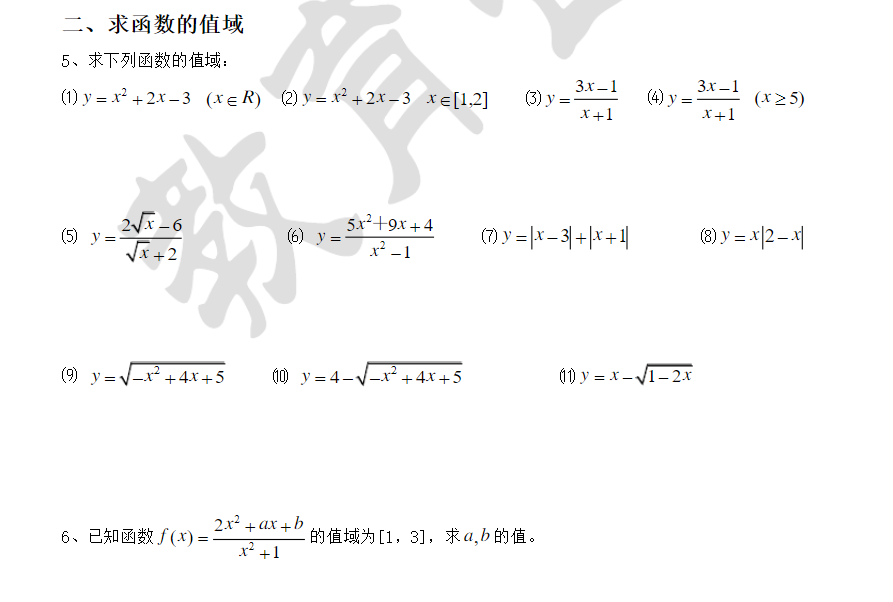 二、求函数的值域
5、求下列函数的值域：
⑴ y = x² + 2x − 3 (x ∈ R) ⑵ y = x² + 2x − 3 x ∈ [1,2] ⑶ y = (3x − 1)/(x + 1) ⑷ y = (3x − 1)/(x + 1) (x ≥ 5)
⑸ y = (2√x − 6)/(√x + 2) ⑹ y = (5x² + 9x + 4)/(x² − 1) ⑺ y = |x − 3| + |x + 1| ⑻ y = x|2 − x|
⑼ y = √(−x² + 4x + 5) ⑽ y = 4 − √(−x² + 4x + 5) ⑾ y = x − √(1 − 2x)
6、已知函数 f(x) = (2x² + ax + b)/(x² + 1) 的值域为[1，3]，求 a,b 的值。
教育